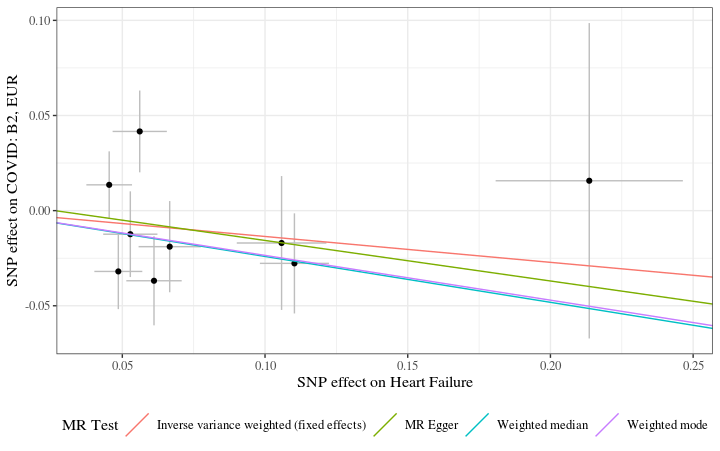 0.10
0.05
0.00
-0.05
SNP effect on COVID: B2, EUR
0.05 0.10 0.15 0.20 0.25
SNP effect on Heart Failure
MR Test Inverse variance weighted (fixed effects) MR Egger Weighted median Weighted mode